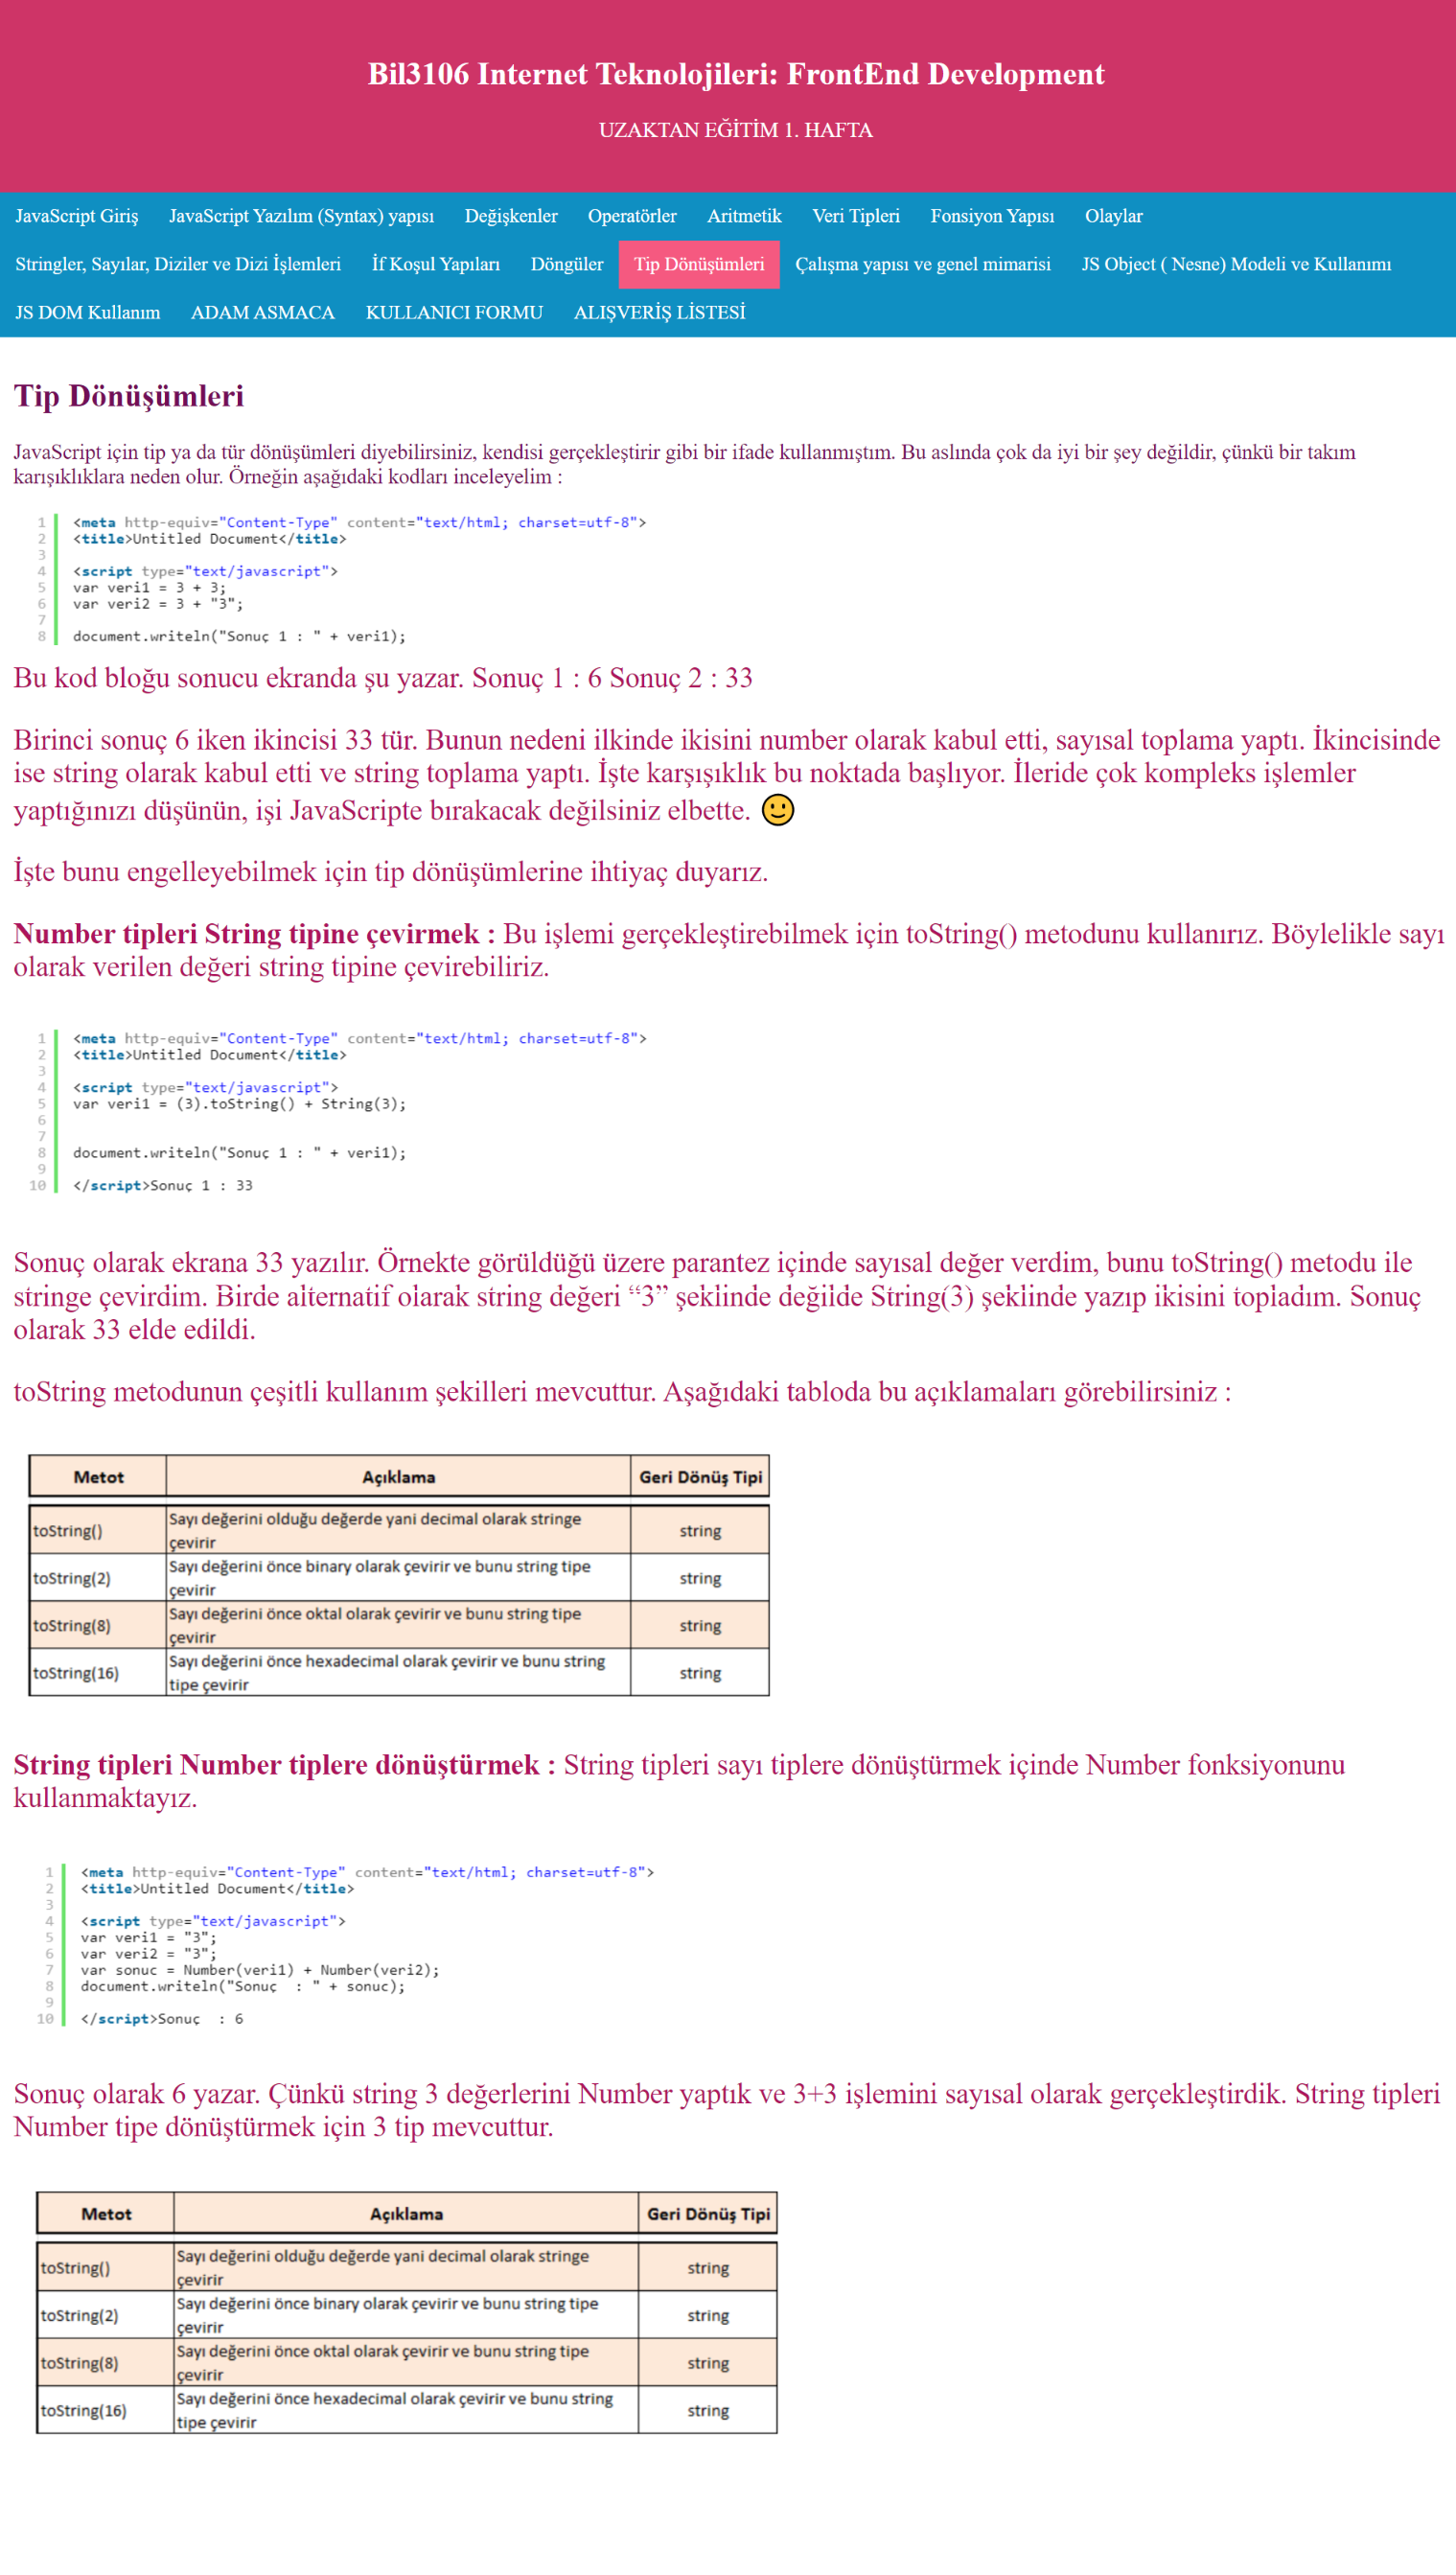 Bil3106 Internet Teknolojileri: FrontEnd Development
UZAKTAN EĞİTİM 1. HAFTA
JavaScript Giriş JavaScript Yazılım (Syntax) yapısı Değişkenler Operatörler Aritmetik Veri Tipleri Fonsiyon Yapısı Olaylar
Stringler, Sayılar, Diziler ve Dizi İşlemleri İf Koşul Yapıları Döngüler Tip Dönüşümleri Çalışma yapısı ve genel mimarisi JS Object ( Nesne) Modeli ve Kullanımı
JS DOM Kullanım ADAM ASMACA KULLANICI FORMU ALIŞVERİŞ LİSTESİ
Tip Dönüşümleri
JavaScript için tip ya da tür dönüşümleri diyebilirsiniz, kendisi gerçekleştirir gibi bir ifade kullanmıştım. Bu aslında çok da iyi bir şey değildir, çünkü bir takım
karışıklıklara neden olur. Örneğin aşağıdaki kodları inceleyelim :
1 <meta http-equiv="Content-Type" content="text/html; charset=utf-8">
2 <title>Untitled Document</title>
3
4 <script type="text/javascript">
5 var veri1 = 3 + 3;
6 var veri2 = 3 + "3";
7
8 document.writeln("Sonuç 1 : " + veri1);
Bu kod bloğu sonucu ekranda şu yazar. Sonuç 1 : 6 Sonuç 2 : 33
Birinci sonuç 6 iken ikincisi 33 tür. Bunun nedeni ilkinde ikisini number olarak kabul etti, sayısal toplama yaptı. İkincisinde
ise string olarak kabul etti ve string toplama yaptı. İşte karşışıklık bu noktada başlıyor. İleride çok kompleks işlemler
yaptığınızı düşünün, işi JavaScripte bırakacak değilsiniz elbette. 🙂
İşte bunu engelleyebilmek için tip dönüşümlerine ihtiyaç duyarız.
Number tipleri String tipine çevirmek : Bu işlemi gerçekleştirebilmek için toString() metodunu kullanırız. Böylelikle sayı
olarak verilen değeri string tipine çevirebiliriz.
1 <meta http-equiv="Content-Type" content="text/html; charset=utf-8">
2 <title>Untitled Document</title>
3
4 <script type="text/javascript">
5 var veri1 = (3).toString() + String(3);
6
7
8 document.writeln("Sonuç 1 : " + veri1);
9
10 </script>Sonuç 1 : 33
Sonuç olarak ekrana 33 yazılır. Örnekte görüldüğü üzere parantez içinde sayısal değer verdim, bunu toString() metodu ile
stringe çevirdim. Birde alternatif olarak string değeri “3” şeklinde değilde String(3) şeklinde yazıp ikisini topladım. Sonuç
olarak 33 elde edildi.
toString metodunun çeşitli kullanım şekilleri mevcuttur. Aşağıdaki tabloda bu açıklamaları görebilirsiniz :
Metot Açıklama Geri Dönüş Tipi
toString() Sayı değerini olduğu değerde yani decimal olarak stringe
çevirir string
toString(2) Sayı değerini önce binary olarak çevirir ve bunu string tipe
çevirir string
toString(8) Sayı değerini önce oktal olarak çevirir ve bunu string tipe
çevirir string
toString(16) Sayı değerini önce hexadecimal olarak çevirir ve bunu string
tipe çevirir string
String tipleri Number tiplere dönüştürmek : String tipleri sayı tiplere dönüştürmek içinde Number fonksiyonunu
kullanmaktayız.
1 <meta http-equiv="Content-Type" content="text/html; charset=utf-8">
2 <title>Untitled Document</title>
3
4 <script type="text/javascript">
5 var veri1 = "3";
6 var veri2 = "3";
7 var sonuc = Number(veri1) + Number(veri2);
8 document.writeln("Sonuç  : " + sonuc);
9
10 </script>Sonuç  : 6
Sonuç olarak 6 yazar. Çünkü string 3 değerlerini Number yaptık ve 3+3 işlemini sayısal olarak gerçekleştirdik. String tipleri
Number tipe dönüştürmek için 3 tip mevcuttur.
Metot Açıklama Geri Dönüş Tipi
toString() Sayı değerini olduğu değerde yani decimal olarak stringe
çevirir string
toString(2) Sayı değerini önce binary olarak çevirir ve bunu string tipe
çevirir string
toString(8) Sayı değerini önce oktal olarak çevirir ve bunu string tipe
çevirir string
toString(16) Sayı değerini önce hexadecimal olarak çevirir ve bunu string
tipe çevirir string